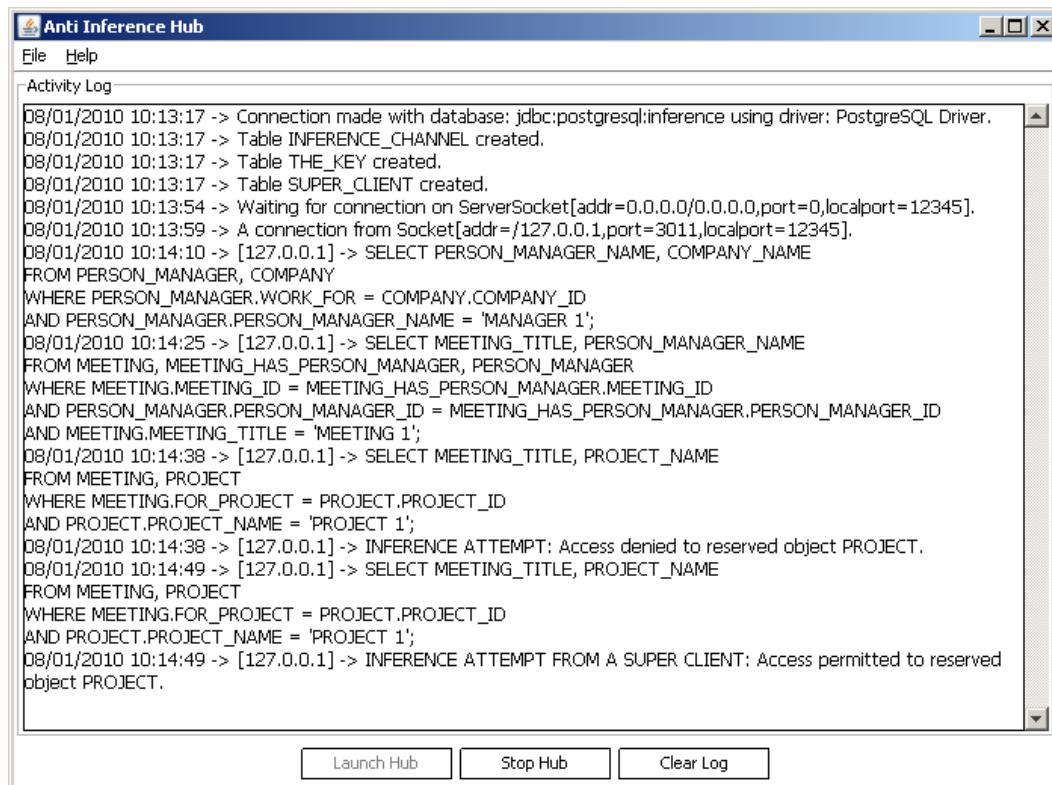 Anti Inference Hub
File Help
Activity Log
08/01/2010 10:13:17 -> Connection made with database: jdbc:postgresql:inference using driver: PostgreSQL Driver.
08/01/2010 10:13:17 -> Table INFERENCE_CHANNEL created.
08/01/2010 10:13:17 -> Table THE_KEY created.
08/01/2010 10:13:17 -> Table SUPER_CLIENT created.
08/01/2010 10:13:54 -> Waiting for connection on ServerSocket[addr=0.0.0.0/0.0.0.0,port=0,localport=12345].
08/01/2010 10:13:59 -> A connection from Socket[addr=/127.0.0.1,port=3011,localport=12345].
08/01/2010 10:14:10 -> [127.0.0.1] -> SELECT PERSON_MANAGER_NAME, COMPANY_NAME
FROM PERSON_MANAGER, COMPANY
WHERE PERSON_MANAGER.WORK_FOR = COMPANY.COMPANY_ID
AND PERSON_MANAGER.PERSON_MANAGER_NAME = 'MANAGER 1';
08/01/2010 10:14:25 -> [127.0.0.1] -> SELECT MEETING_TITLE, PERSON_MANAGER_NAME
FROM MEETING, MEETING_HAS_PERSON_MANAGER, PERSON_MANAGER
WHERE MEETING.MEETING_ID = MEETING_HAS_PERSON_MANAGER.MEETING_ID
AND PERSON_MANAGER.PERSON_MANAGER_ID = MEETING_HAS_PERSON_MANAGER.PERSON_MANAGER_ID
AND MEETING.MEETING_TITLE = 'MEETING 1';
08/01/2010 10:14:38 -> [127.0.0.1] -> SELECT MEETING_TITLE, PROJECT_NAME
FROM MEETING, PROJECT
WHERE MEETING.FOR_PROJECT = PROJECT.PROJECT_ID
AND PROJECT.PROJECT_NAME = 'PROJECT 1';
08/01/2010 10:14:38 -> [127.0.0.1] -> INFERENCE ATTEMPT: Access denied to reserved object PROJECT.
08/01/2010 10:14:49 -> [127.0.0.1] -> SELECT MEETING_TITLE, PROJECT_NAME
FROM MEETING, PROJECT
WHERE MEETING.FOR_PROJECT = PROJECT.PROJECT_ID
AND PROJECT.PROJECT_NAME = 'PROJECT 1';
08/01/2010 10:14:49 -> [127.0.0.1] -> INFERENCE ATTEMPT FROM A SUPER CLIENT: Access permitted to reserved
object PROJECT.
Launch Hub Stop Hub Clear Log